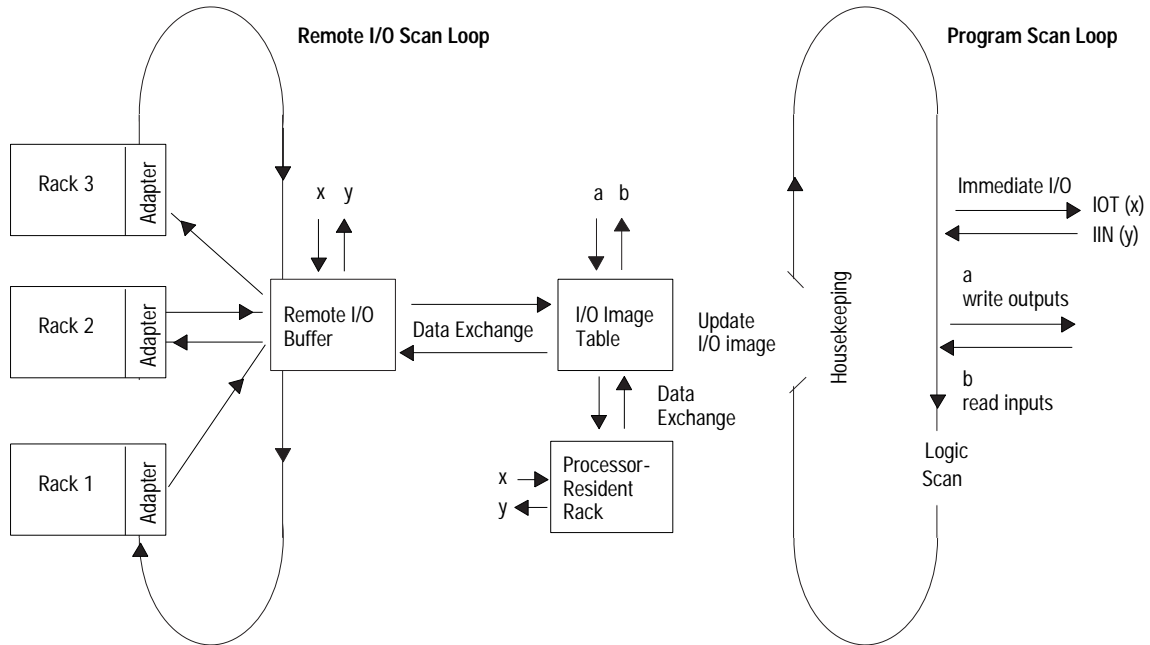 Remote I/O Scan Loop
Program Scan Loop
Rack 3
Adapter
Rack 2
Adapter
Rack 1
Adapter
x y
Remote I/O
Buffer
Data Exchange
a b
I/O Image
Table
Data
Exchange
x
y
Processor-
Resident
Rack
Update
I/O image
Housekeeping
Immediate I/O
IOT (x)
IIN (y)
a
write outputs
b
read inputs
Logic
Scan